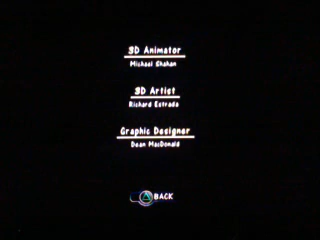 3D Animator
Michael Shahan
3D Artist
Richard Estrada
Graphic Designer
Dean MacDonald
BACK